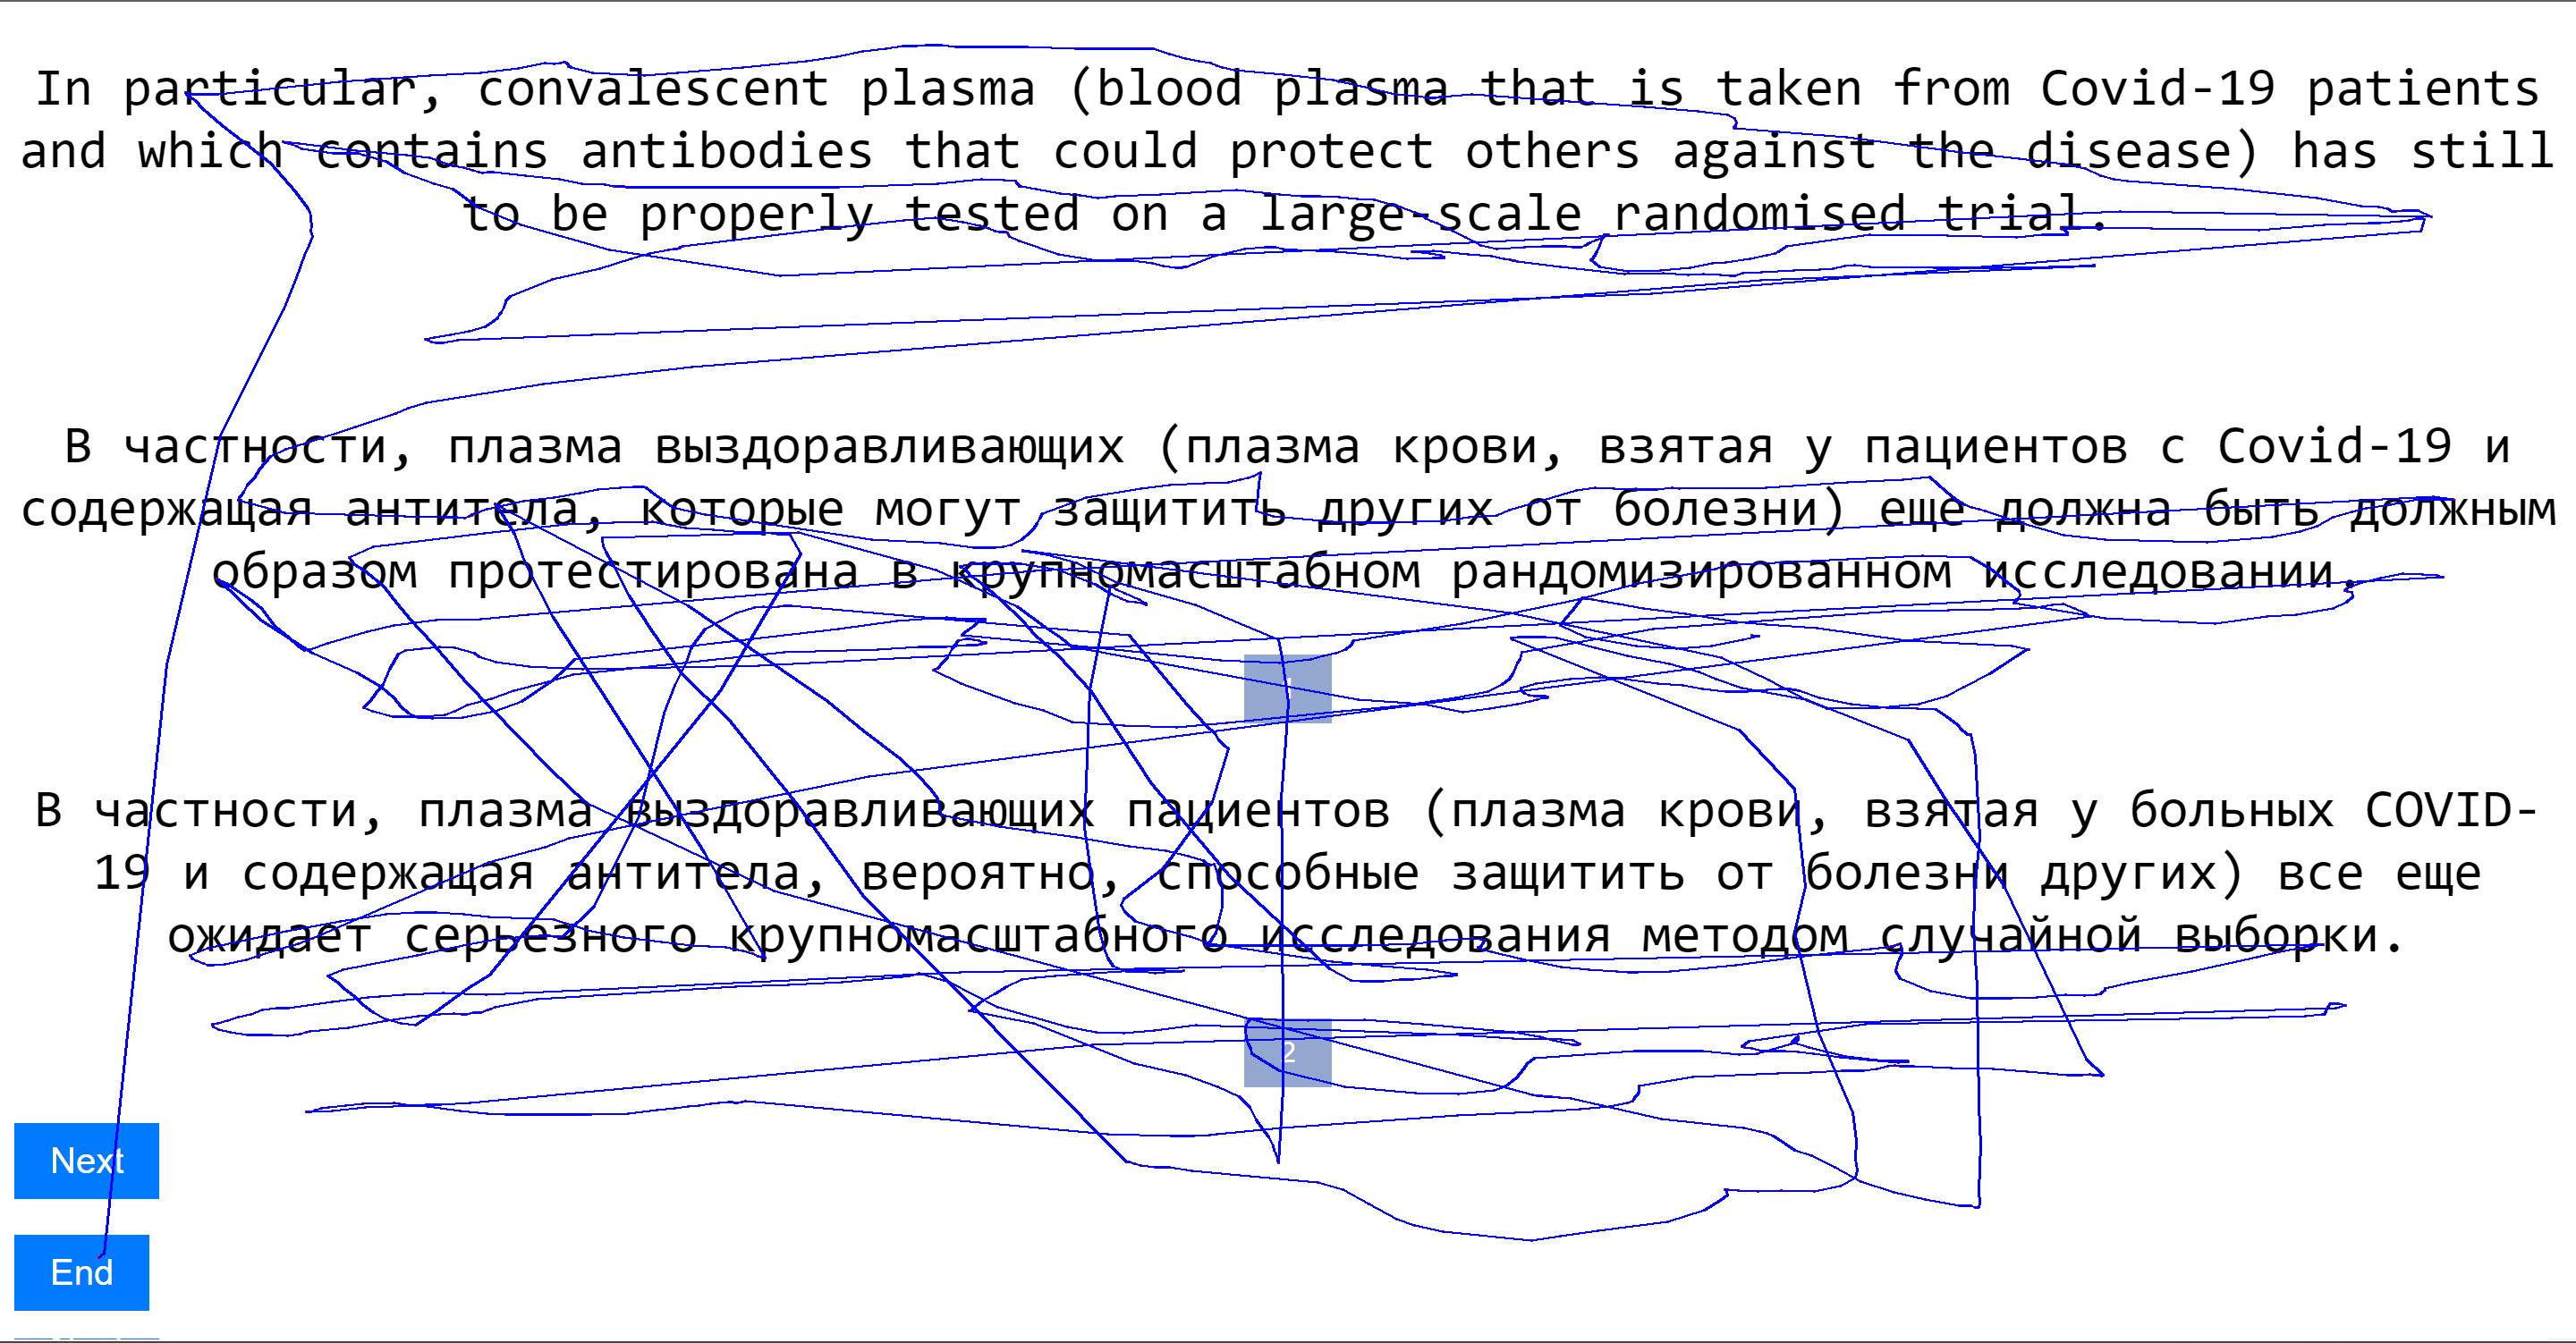 In particular, convalescent plasma (blood plasma that is taken from Covid-19 patients
and which contains antibodies that could protect others against the disease) has still
to be properly tested on a large-scale randomised trial.
В частности, плазма выздоравливающих (плазма крови, взятая у пациентов с Covid-19 и
содержащая антитела, которые могут защитить других от болезни) еще должна быть должным
образом протестирована в крупномасштабном рандомизированном исследовании.
1
В частности, плазма выздоравливающих пациентов (плазма крови, взятая у больных COVID-
19 и содержащая антитела, вероятно, способные защитить от болезни других) все еще
ожидает серьезного крупномасштабного исследования методом случайной выборки.
2
Next
End